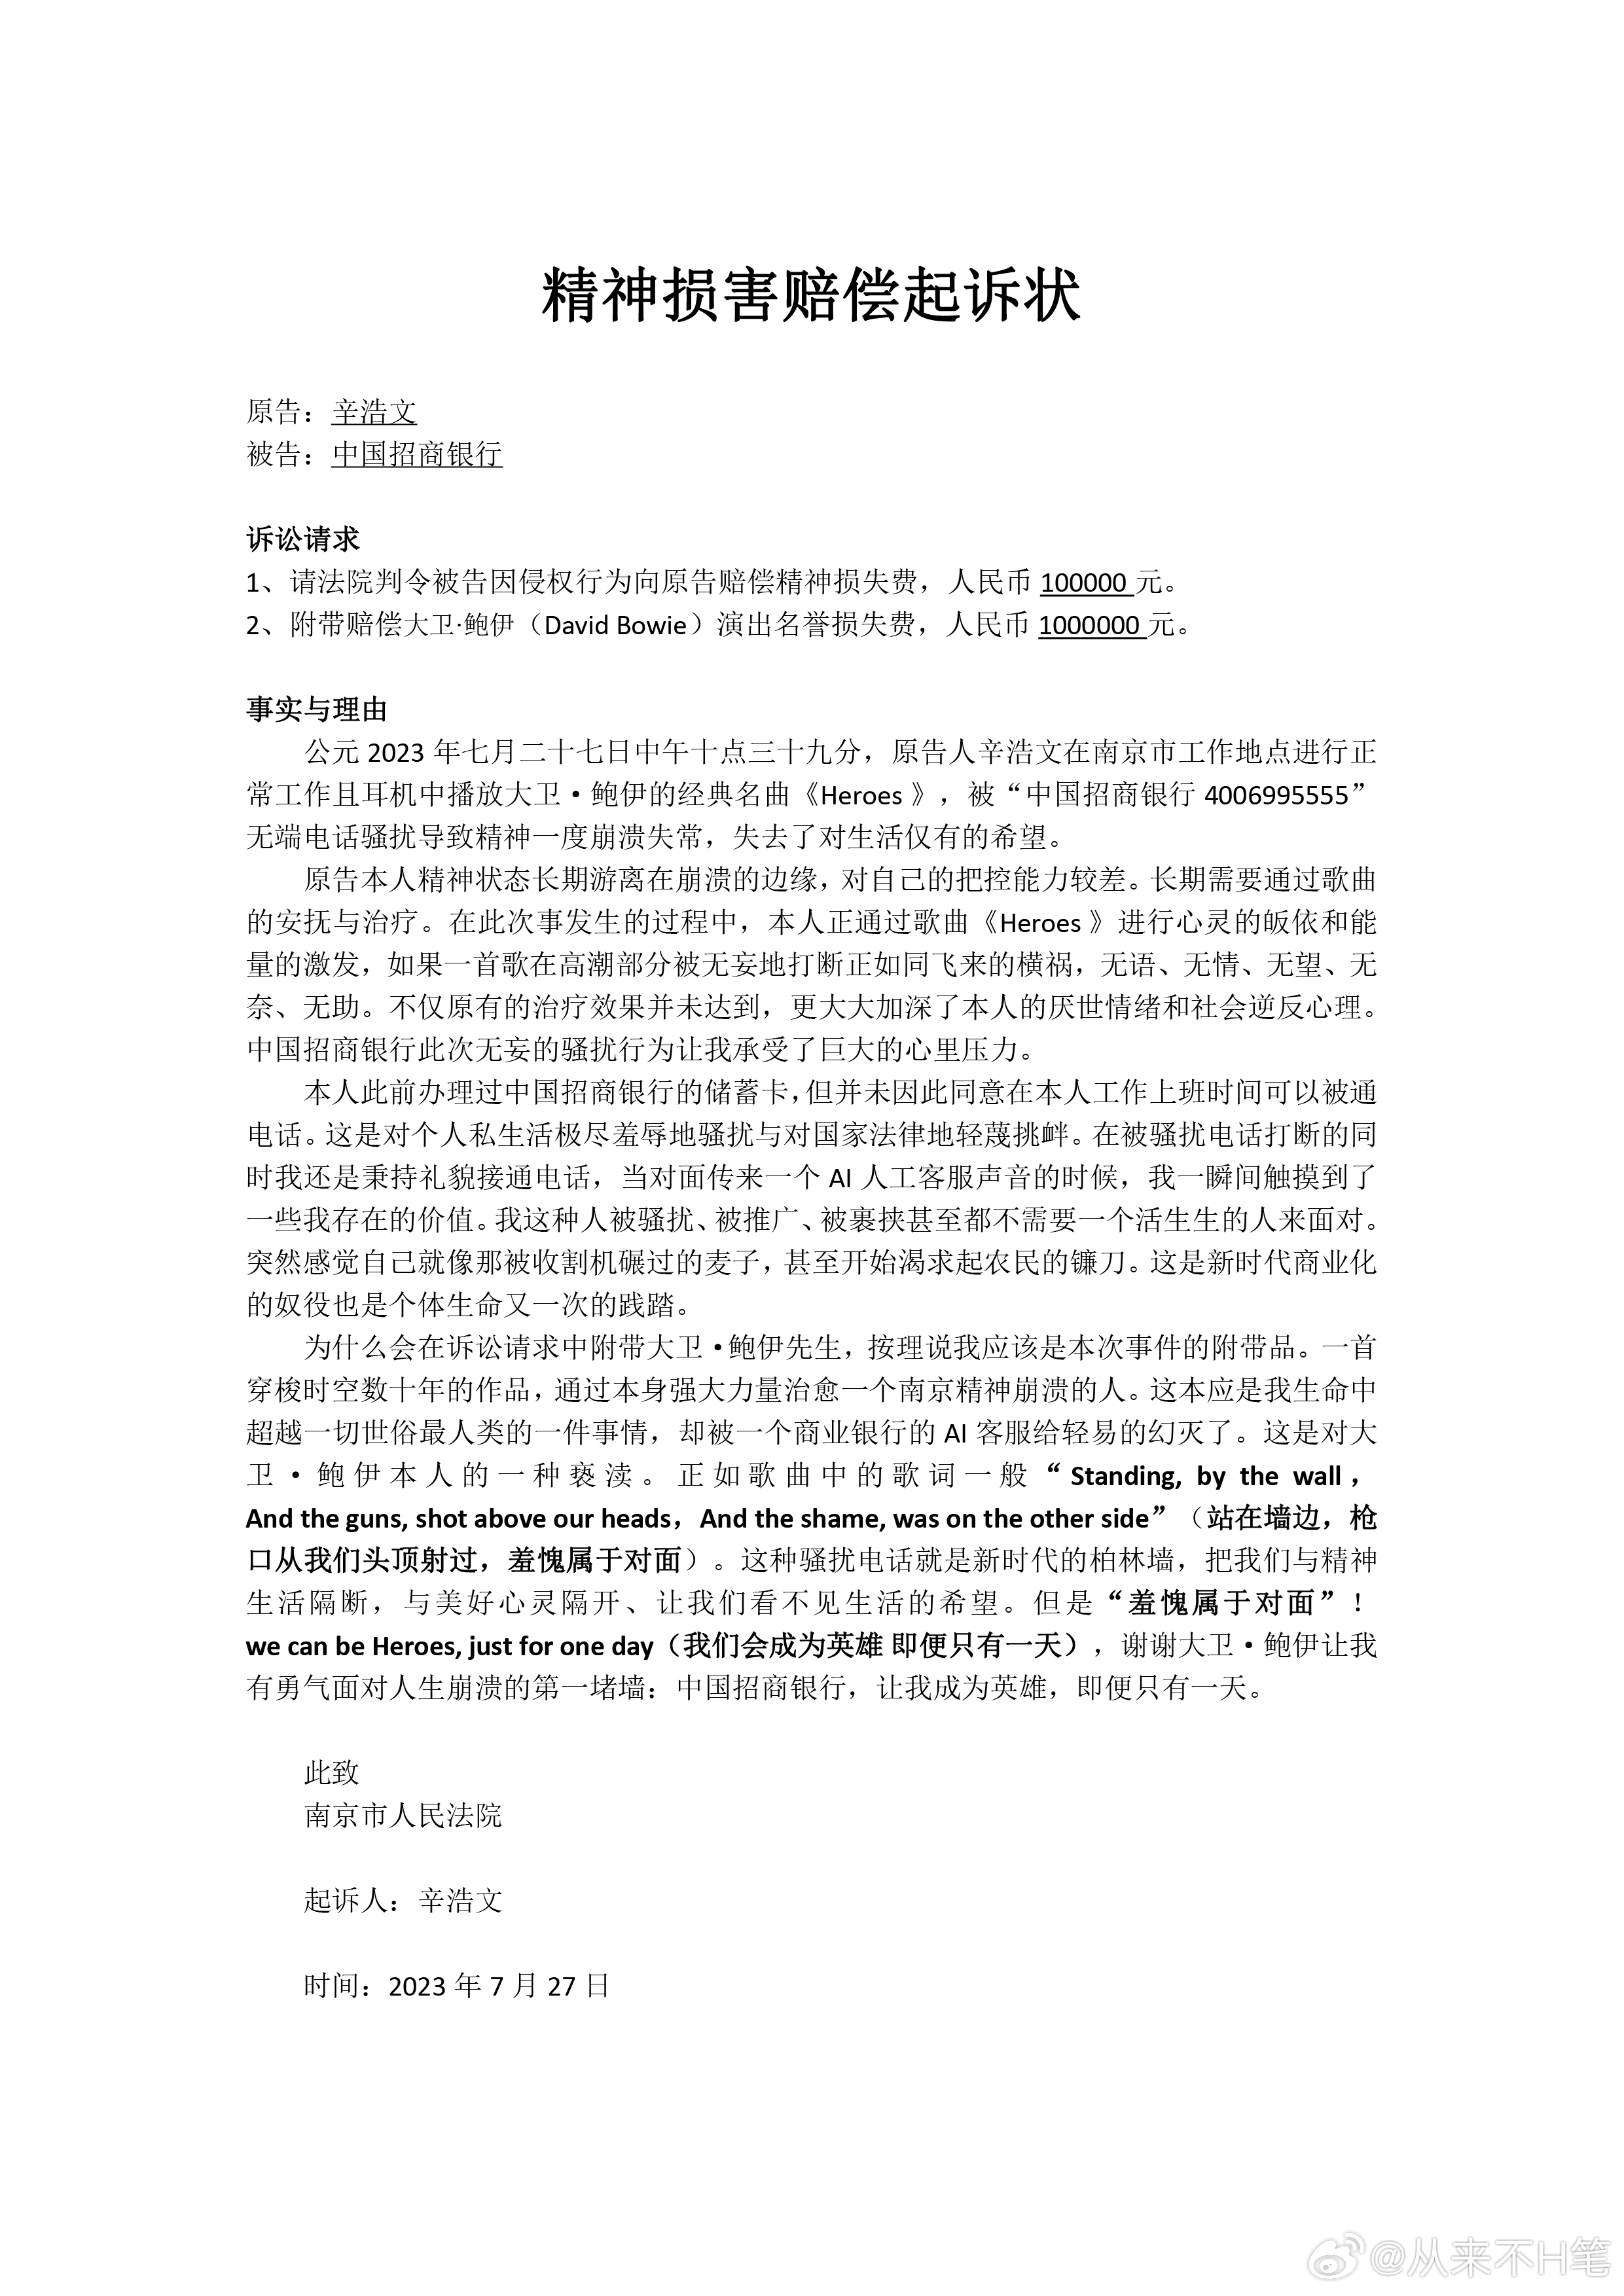 精神损害赔偿起诉状
原告：辛浩文
被告：中国招商银行
诉讼请求
1、请法院判令被告因侵权行为向原告赔偿精神损失费，人民币 100000 元。
2、附带赔偿大卫·鲍伊（David Bowie）演出名誉损失费，人民币 1000000 元。
事实与理由
公元 2023 年七月二十七日中午十点三十九分，原告人辛浩文在南京市工作地点进行正
常工作且耳机中播放大卫·鲍伊的经典名曲《Heroes 》，被“中国招商银行 4006995555”
无端电话骚扰导致精神一度崩溃失常，失去了对生活仅有的希望。
原告本人精神状态长期游离在崩溃的边缘，对自己的把控能力较差。长期需要通过歌曲
的安抚与治疗。在此次事发生的过程中，本人正通过歌曲《Heroes 》进行心灵的皈依和能
量的激发，如果一首歌在高潮部分被无妄地打断正如同飞来的横祸，无语、无情、无望、无
奈、无助。不仅原有的治疗效果并未达到，更大大加深了本人的厌世情绪和社会逆反心理。
中国招商银行此次无妄的骚扰行为让我承受了巨大的心里压力。
本人此前办理过中国招商银行的储蓄卡，但并未因此同意在本人工作上班时间可以被通
电话。这是对个人私生活极尽羞辱地骚扰与对国家法律地轻蔑挑衅。在被骚扰电话打断的同
时我还是秉持礼貌接通电话，当对面传来一个 AI 人工客服声音的时候，我一瞬间触摸到了
一些我存在的价值。我这种人被骚扰、被推广、被裹挟甚至都不需要一个活生生的人来面对。
突然感觉自己就像那被收割机碾过的麦子，甚至开始渴求起农民的镰刀。这是新时代商业化
的奴役也是个体生命又一次的践踏。
为什么会在诉讼请求中附带大卫·鲍伊先生，按理说我应该是本次事件的附带品。一首
穿梭时空数十年的作品，通过本身强大力量治愈一个南京精神崩溃的人。这本应是我生命中
超越一切世俗最人类的一件事情，却被一个商业银行的 AI 客服给轻易的幻灭了。这是对大
卫·鲍伊本人的一种亵渎。正如歌曲中的歌词一般“Standing, by the wall，
And the guns, shot above our heads，And the shame, was on the other side”（站在墙边，枪
口从我们头顶射过，羞愧属于对面）。这种骚扰电话就是新时代的柏林墙，把我们与精神
生活隔断，与美好心灵隔开、让我们看不见生活的希望。但是“羞愧属于对面”！
we can be Heroes, just for one day（我们会成为英雄 即便只有一天），谢谢大卫·鲍伊让我
有勇气面对人生崩溃的第一堵墙：中国招商银行，让我成为英雄，即便只有一天。
此致
南京市人民法院
起诉人：辛浩文
时间：2023 年 7 月 27 日
@从来不H笔